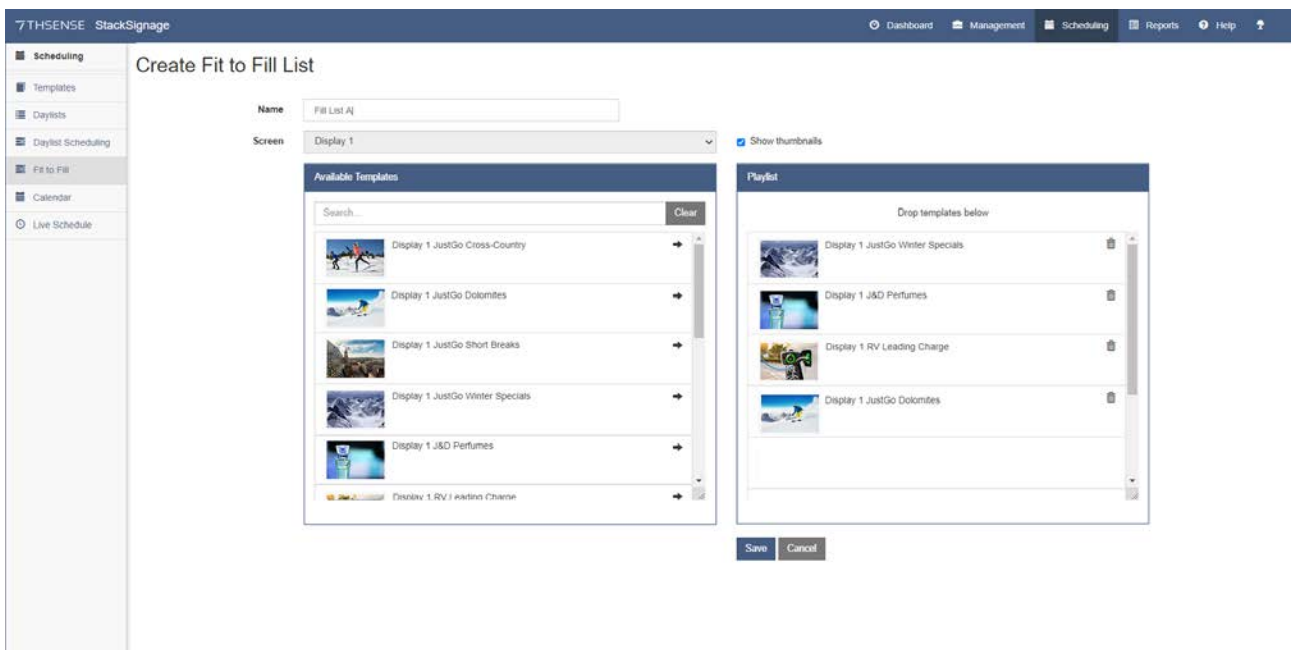 7THSENSE StackSignage
Dashboard Management Scheduling Reports Help
Scheduling
Templates
Daylists
Daylist Scheduling
Fit to Fill
Calendar
Live Schedule
Create Fit to Fill List
Name Fill List A
Screen Display 1 Show thumbnails
Available Templates
Search... Clear
Display 1 JustGo Cross-Country
Display 1 JustGo Dolomites
Display 1 JustGo Short Breaks
Display 1 JustGo Winter Specials
Display 1 J&D Perfumes
Display 1 RV Leading Charge
Playlist
Drop templates below
Display 1 JustGo Winter Specials
Display 1 J&D Perfumes
Display 1 RV Leading Charge
Display 1 JustGo Dolomites
Save Cancel